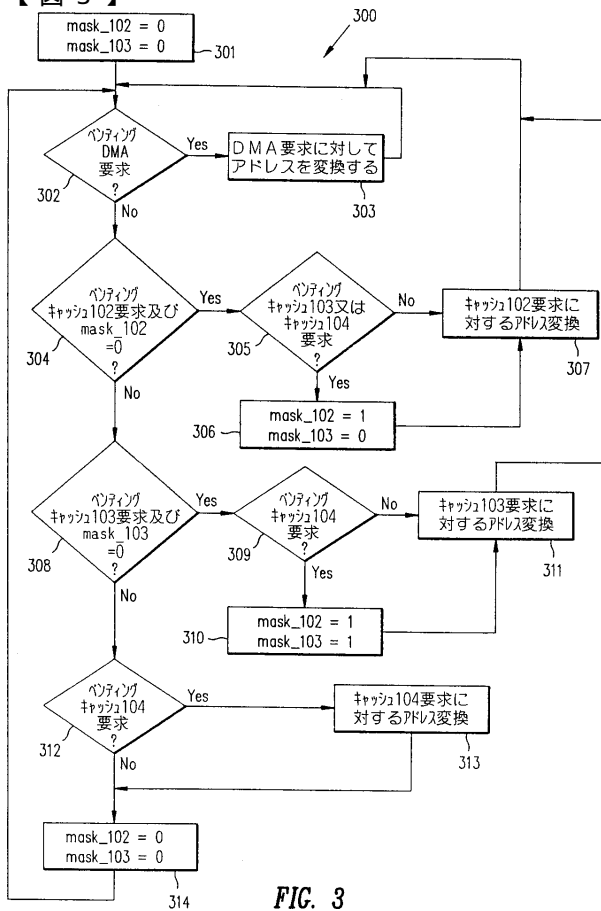 【図3】
300
mask_102 = 0
mask_103 = 0
301
ペンディング
DMA
要求
?
302
Yes
No
DMA要求に対して
アドレスを変換する
303
ペンディング
キャッシュ102要求及び
mask_102
=0
?
304
Yes
No
ペンディング
キャッシュ103又は
キャッシュ104
要求
?
305
No
Yes
キャッシュ102要求に
対するアドレス変換
307
mask_102 = 1
mask_103 = 0
306
ペンディング
キャッシュ103要求及び
mask_103
=0
?
308
Yes
No
ペンディング
キャッシュ104
要求
?
309
No
Yes
キャッシュ103要求に
対するアドレス変換
311
mask_102 = 1
mask_103 = 1
310
ペンディング
キャッシュ104
要求
?
312
Yes
No
キャッシュ104要求に
対するアドレス変換
313
mask_102 = 0
mask_103 = 0
314
FIG. 3